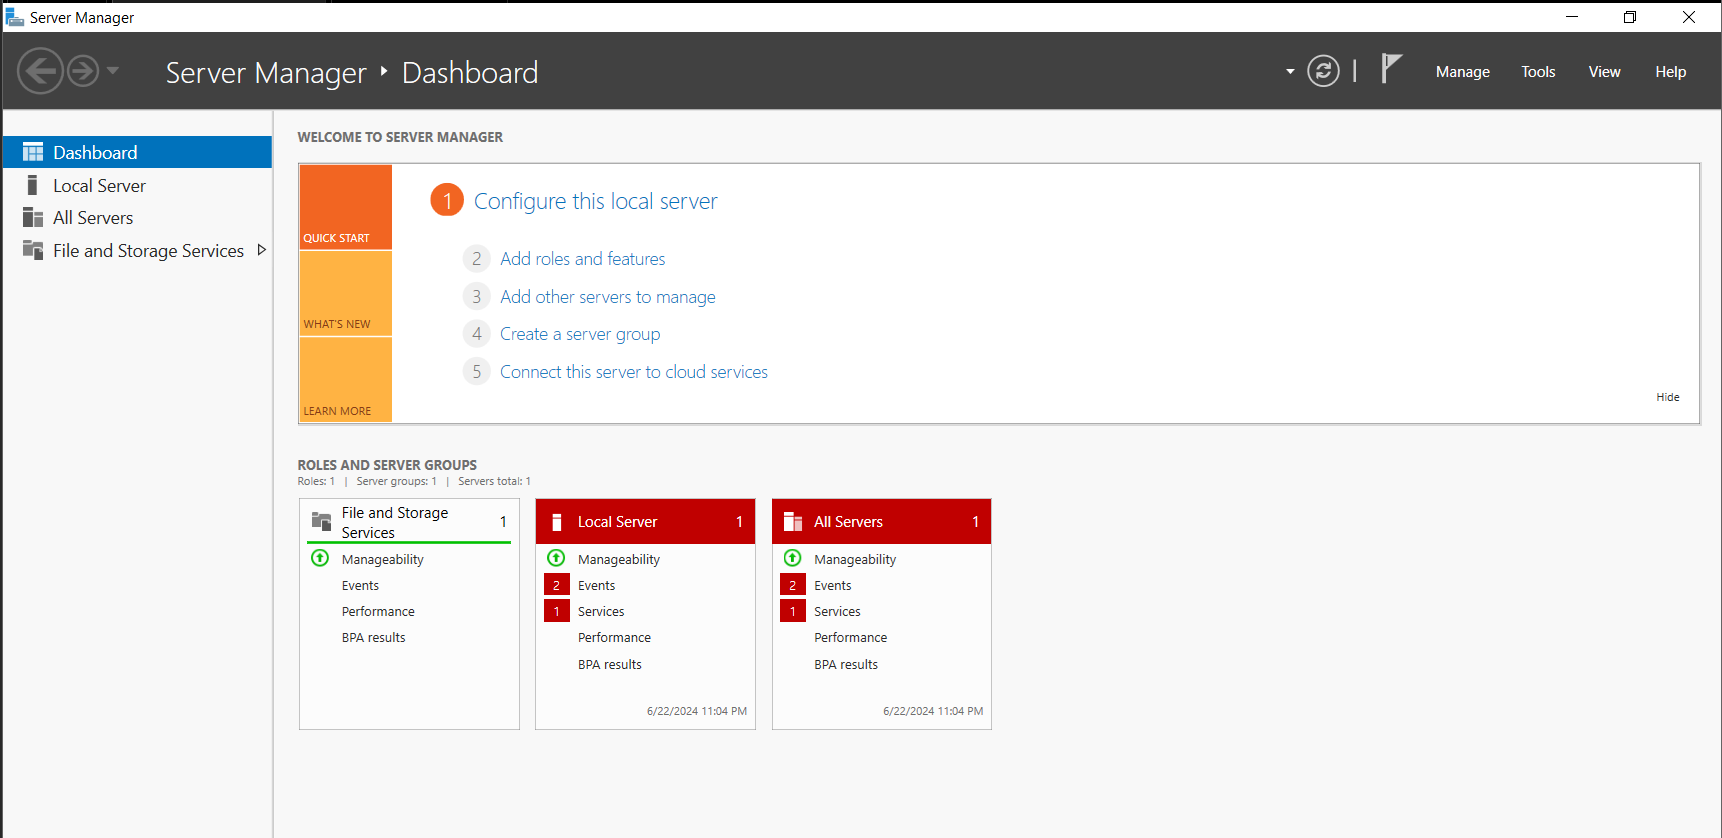 Server Manager
Server Manager ‣ Dashboard
Manage Tools View Help
Dashboard
Local Server
All Servers
File and Storage Services
WELCOME TO SERVER MANAGER
QUICK START
WHAT'S NEW
LEARN MORE
1 Configure this local server
2 Add roles and features
3 Add other servers to manage
4 Create a server group
5 Connect this server to cloud services
Hide
ROLES AND SERVER GROUPS
Roles: 1 | Server groups: 1 | Servers total: 1
File and Storage
Services 1
Manageability
Events
Performance
BPA results
Local Server 1
Manageability
2 Events
1 Services
Performance
BPA results
6/22/2024 11:04 PM
All Servers 1
Manageability
2 Events
1 Services
Performance
BPA results
6/22/2024 11:04 PM